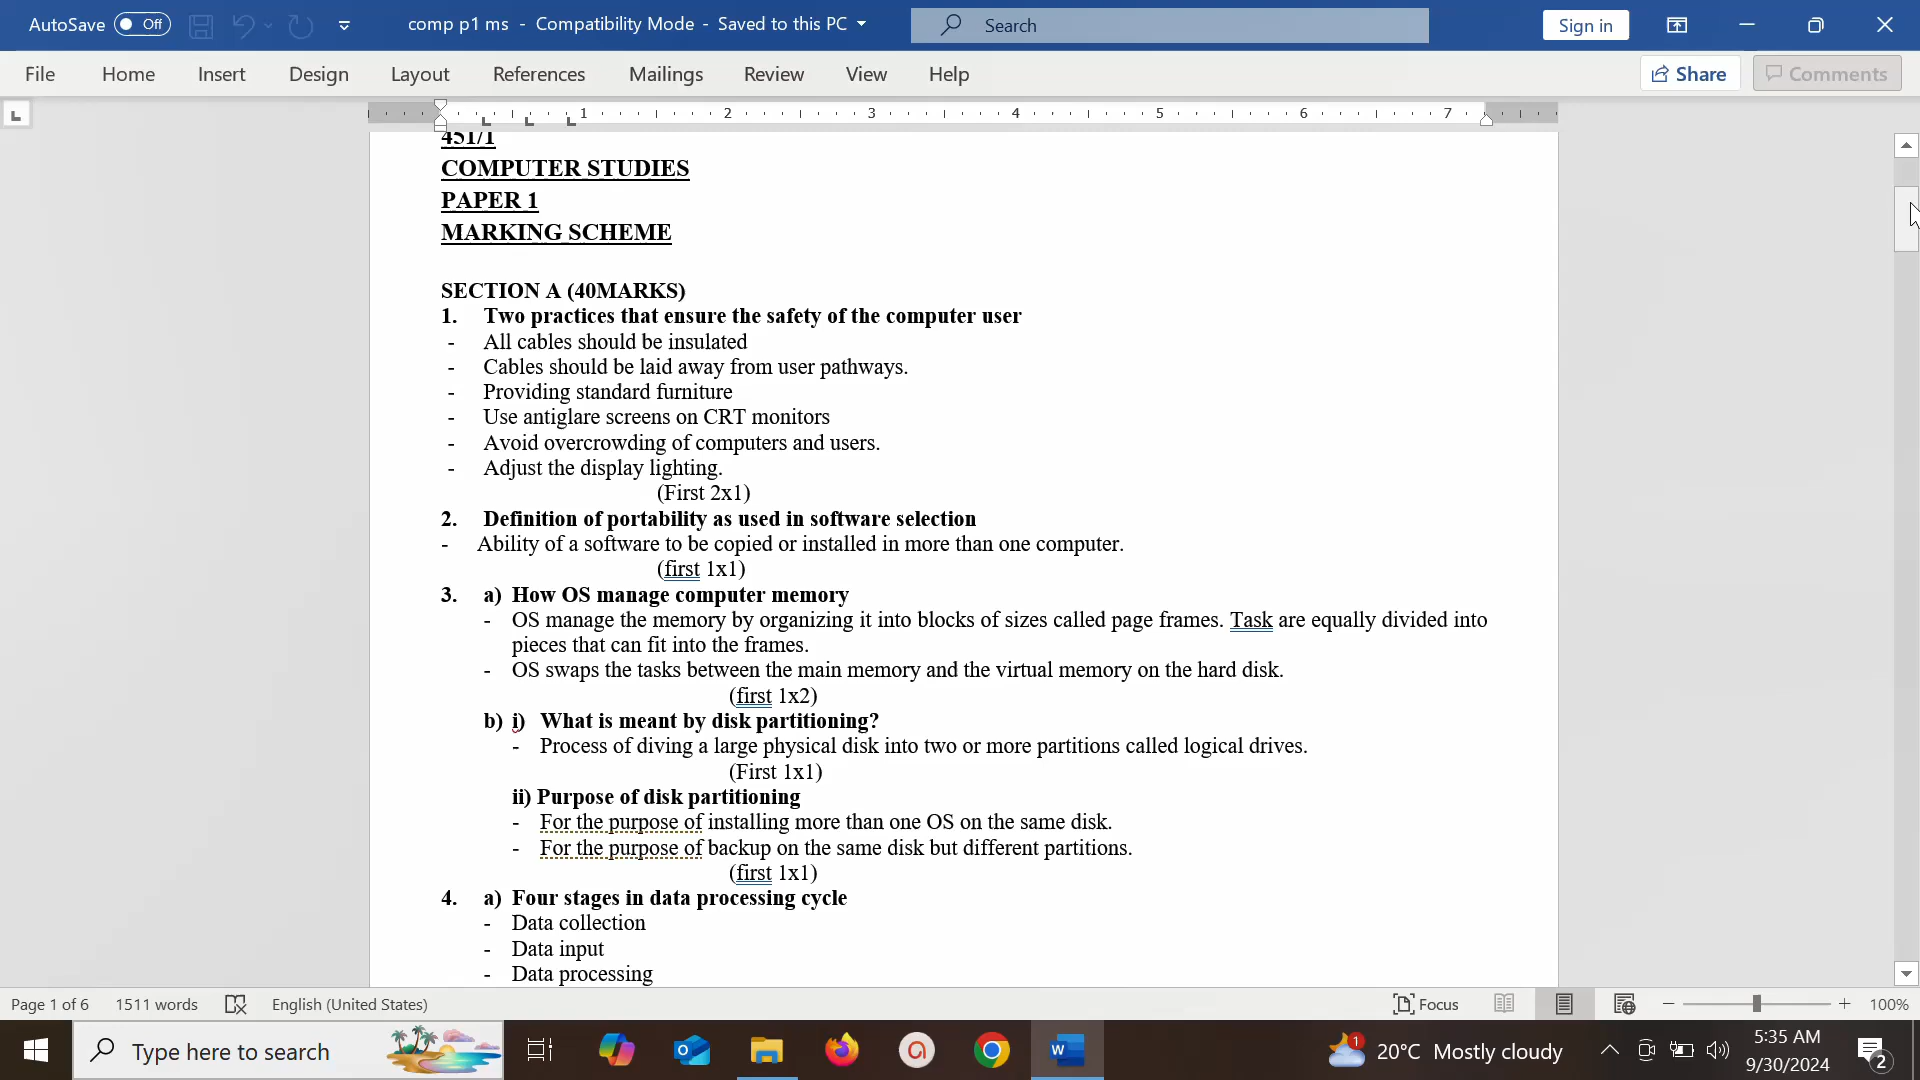 AutoSave Off comp p1 ms - Compatibility Mode - Saved to this PC Search Sign in
File Home Insert Design Layout References Mailings Review View Help Share Comments
1 2 3 4 5 6 7
451/1
COMPUTER STUDIES
PAPER 1
MARKING SCHEME
SECTION A (40MARKS)
1. Two practices that ensure the safety of the computer user
- All cables should be insulated
- Cables should be laid away from user pathways.
- Providing standard furniture
- Use antiglare screens on CRT monitors
- Avoid overcrowding of computers and users.
- Adjust the display lighting.
(First 2x1)
2. Definition of portability as used in software selection
- Ability of a software to be copied or installed in more than one computer.
(first 1x1)
3. a) How OS manage computer memory
- OS manage the memory by organizing it into blocks of sizes called page frames. Task are equally divided into
pieces that can fit into the frames.
- OS swaps the tasks between the main memory and the virtual memory on the hard disk.
(first 1x2)
b) i) What is meant by disk partitioning?
- Process of diving a large physical disk into two or more partitions called logical drives.
(First 1x1)
ii) Purpose of disk partitioning
- For the purpose of installing more than one OS on the same disk.
- For the purpose of backup on the same disk but different partitions.
(first 1x1)
4. a) Four stages in data processing cycle
- Data collection
- Data input
- Data processing
Page 1 of 6 1511 words English (United States) Focus 100%
Type here to search 1 20°C Mostly cloudy 5:35 AM
9/30/2024 2